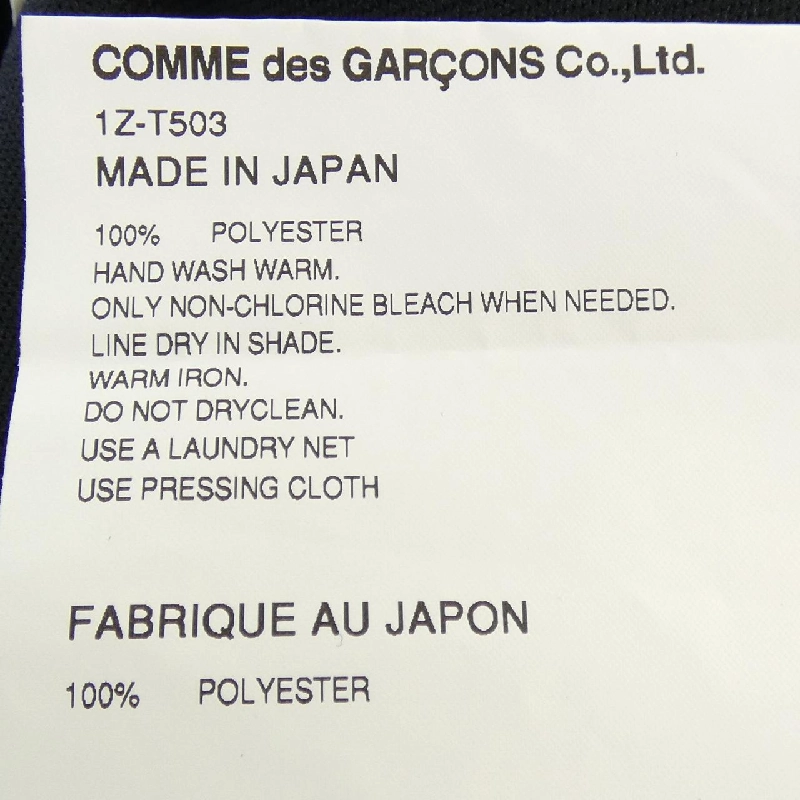 COMME des GARÇONS Co.,Ltd.
1Z-T503
MADE IN JAPAN
100% POLYESTER
HAND WASH WARM.
ONLY NON-CHLORINE BLEACH WHEN NEEDED.
LINE DRY IN SHADE.
WARM IRON.
DO NOT DRYCLEAN.
USE A LAUNDRY NET
USE PRESSING CLOTH
FABRIQUE AU JAPON
100% POLYESTER